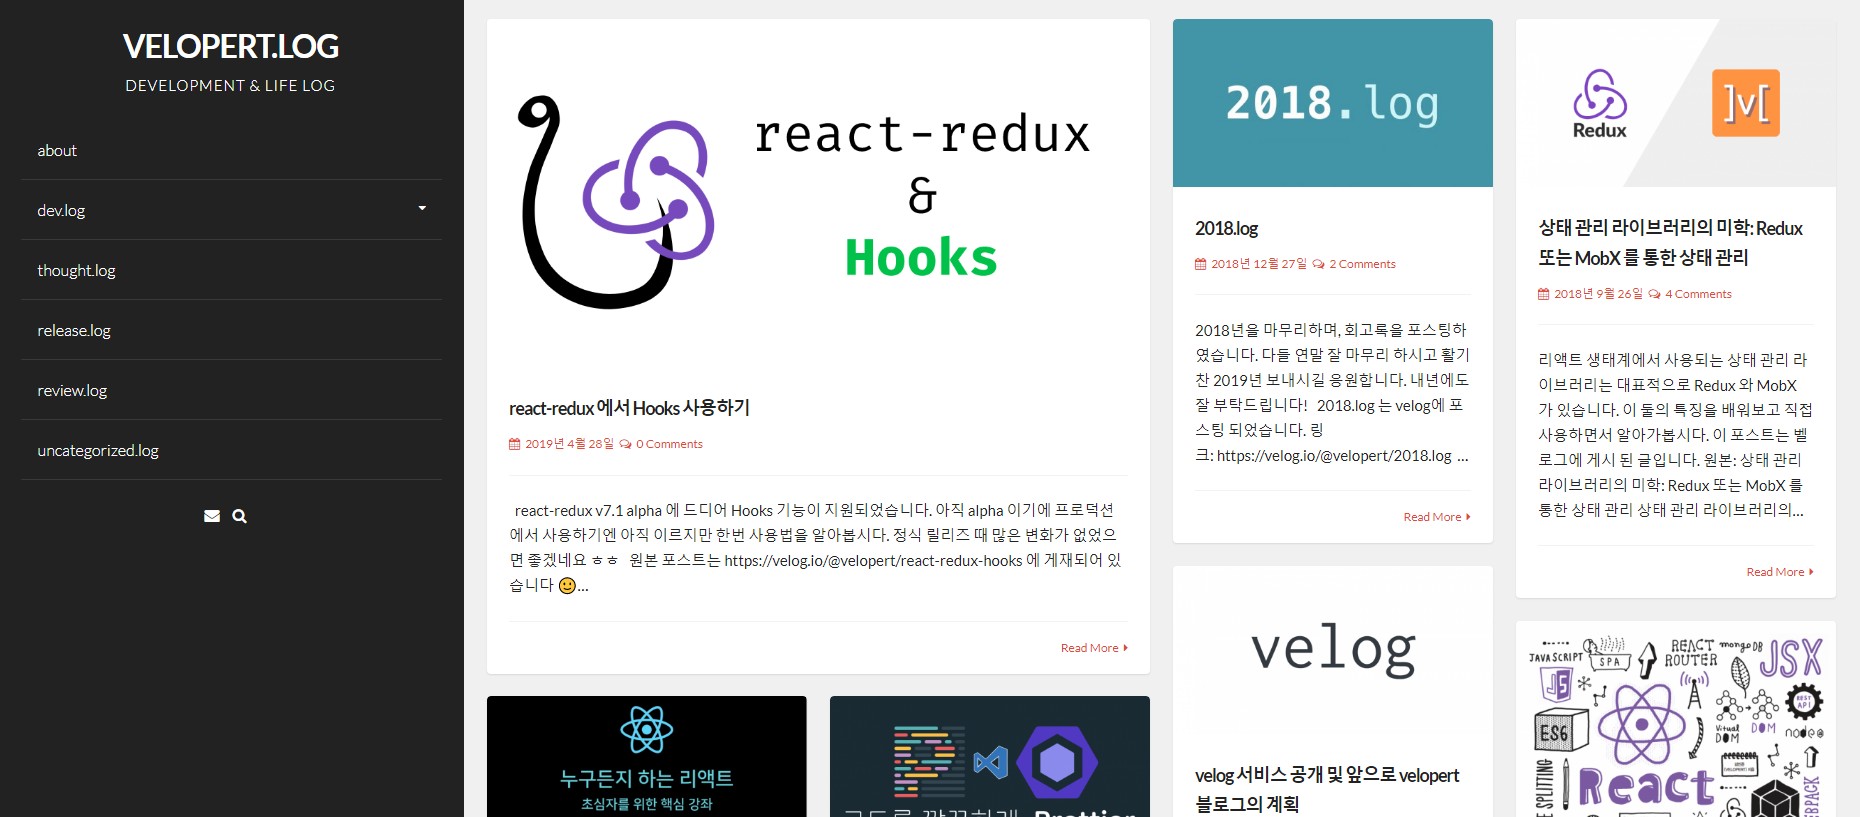 VELOPERT.LOG
DEVELOPMENT & LIFE LOG
about
dev.log
thought.log
release.log
review.log
uncategorized.log
react-redux
&
Hooks
react-redux 에서 Hooks 사용하기
2019년 4월 28일 0 Comments
react-redux v7.1 alpha 에 드디어 Hooks 기능이 지원되었습니다. 아직 alpha 이기에 프로덕션
에서 사용하기엔 아직 이르지만 한번 사용법을 알아봅시다. 정식 릴리즈 때 많은 변화가 없었으
면 좋겠네요 ㅎㅎ 원본 포스트는 https://velog.io/@velopert/react-redux-hooks 에 게재되어 있
습니다 🙂...
Read More
누구든지 하는 리액트
초심자를 위한 핵심 강좌
코드를 깔끔하게, Prettier
2018.log
2018.log
2018년 12월 27일 2 Comments
2018년을 마무리하며, 회고록을 포스팅하
였습니다. 다들 연말 잘 마무리 하시고 활기
찬 2019년 보내시길 응원합니다. 내년에도
잘 부탁드립니다! 2018.log 는 velog에 포
스팅 되었습니다. 링
크: https://velog.io/@velopert/2018.log ...
Read More
velog
velog 서비스 공개 및 앞으로 velopert
블로그의 계획
Redux
]v[
상태 관리 라이브러리의 미학: Redux
또는 MobX 를 통한 상태 관리
2018년 9월 26일 4 Comments
리액트 생태계에서 사용되는 상태 관리 라
이브러리는 대표적으로 Redux 와 MobX
가 있습니다. 이 둘의 특징을 배워보고 직접
사용하면서 알아가봅시다. 이 포스트는 벨
로그에 게시 된 글입니다. 원본: 상태 관리
라이브러리의 미학: Redux 또는 MobX 를
통한 상태 관리 상태 관리 라이브러리의...
Read More
JAVASCRIPT
SPA
REACT
ROUTER
mongoDB
JSX
JS
REST
API
ES6
Virtual
DOM
DOM
node
React
SPLITTING